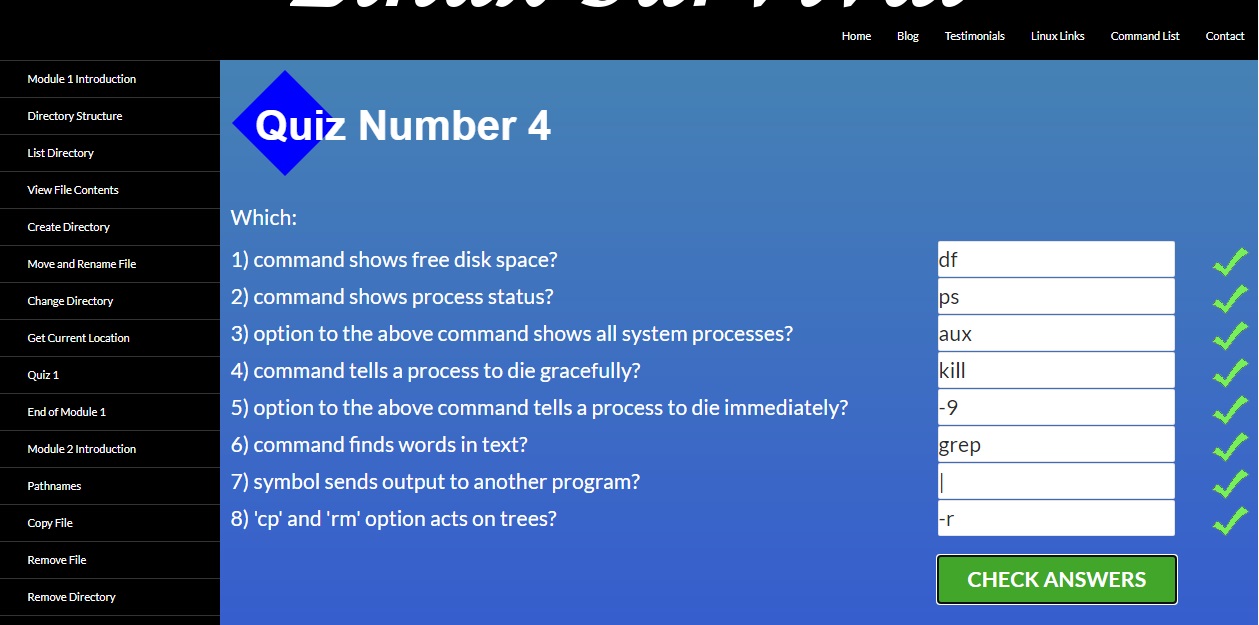 Home Blog Testimonials Linux Links Command List Contact
Module 1 Introduction
Directory Structure
List Directory
View File Contents
Create Directory
Move and Rename File
Change Directory
Get Current Location
Quiz 1
End of Module 1
Module 2 Introduction
Pathnames
Copy File
Remove File
Remove Directory
Quiz Number 4
Which:
1) command shows free disk space? df
2) command shows process status? ps
3) option to the above command shows all system processes? aux
4) command tells a process to die gracefully? kill
5) option to the above command tells a process to die immediately? -9
6) command finds words in text? grep
7) symbol sends output to another program? |
8) 'cp' and 'rm' option acts on trees? -r
CHECK ANSWERS